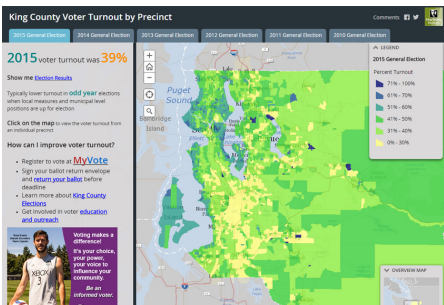 King County Voter Turnout by Precinct
Comments
2015 General Election
2014 General Election
2013 General Election
2012 General Election
2011 General Election
2010 General Election
2015 voter turnout was 39%
Show me Election Results
Typically lower turnout in odd year elections
when local measures and municipal level
positions are up for election
Click on the map to view the voter turnout from
an individual precinct
How can I improve voter turnout?
• Register to vote at MyVote
• Sign your ballot return envelope
and return your ballot before
deadline
• Learn more about King County
Elections
• Get involved in voter education
and outreach
Voting makes a
difference!
It's your choice,
your power,
your voice to
influence your
community.
Be an
informed voter.
XBOX
3
+
−
Puget
Sound
Island
LEGEND
2015 General Election
Percent Turnout
71% - 100%
61% - 70%
51% - 60%
41% - 50%
31% - 40%
0% - 30%
OVERVIEW MAP